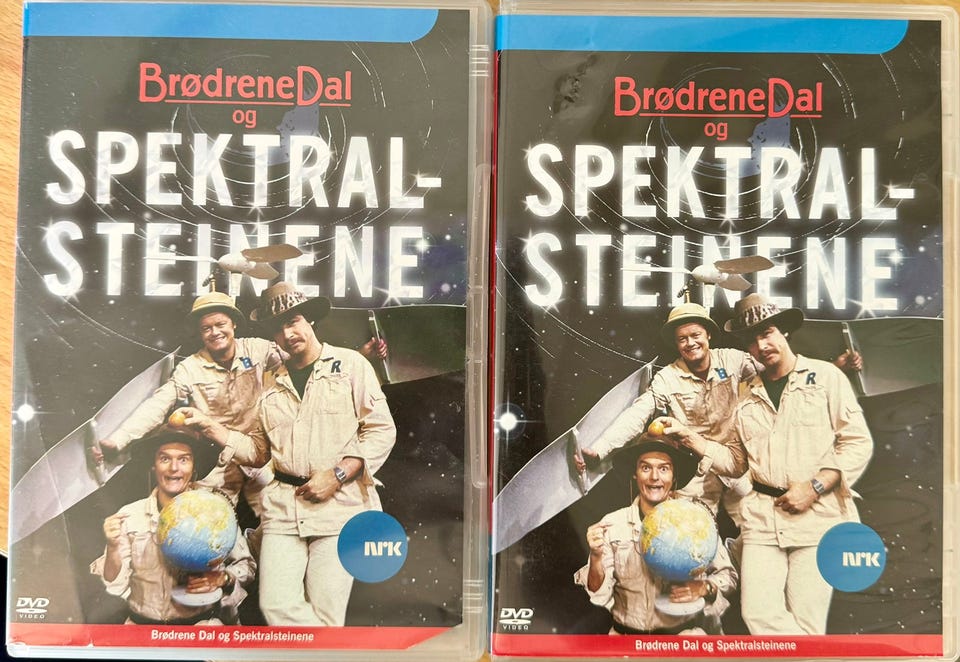 BrødreneDal
og
SPEKTRAL-
STEINENE
B
R
nrk
DVD
VIDEO
Brødrene Dal og Spektralsteinene
BrødreneDal
og
SPEKTRAL-
STEINENE
B
R
nrk
DVD
VIDEO
Brødrene Dal og Spektralsteinene